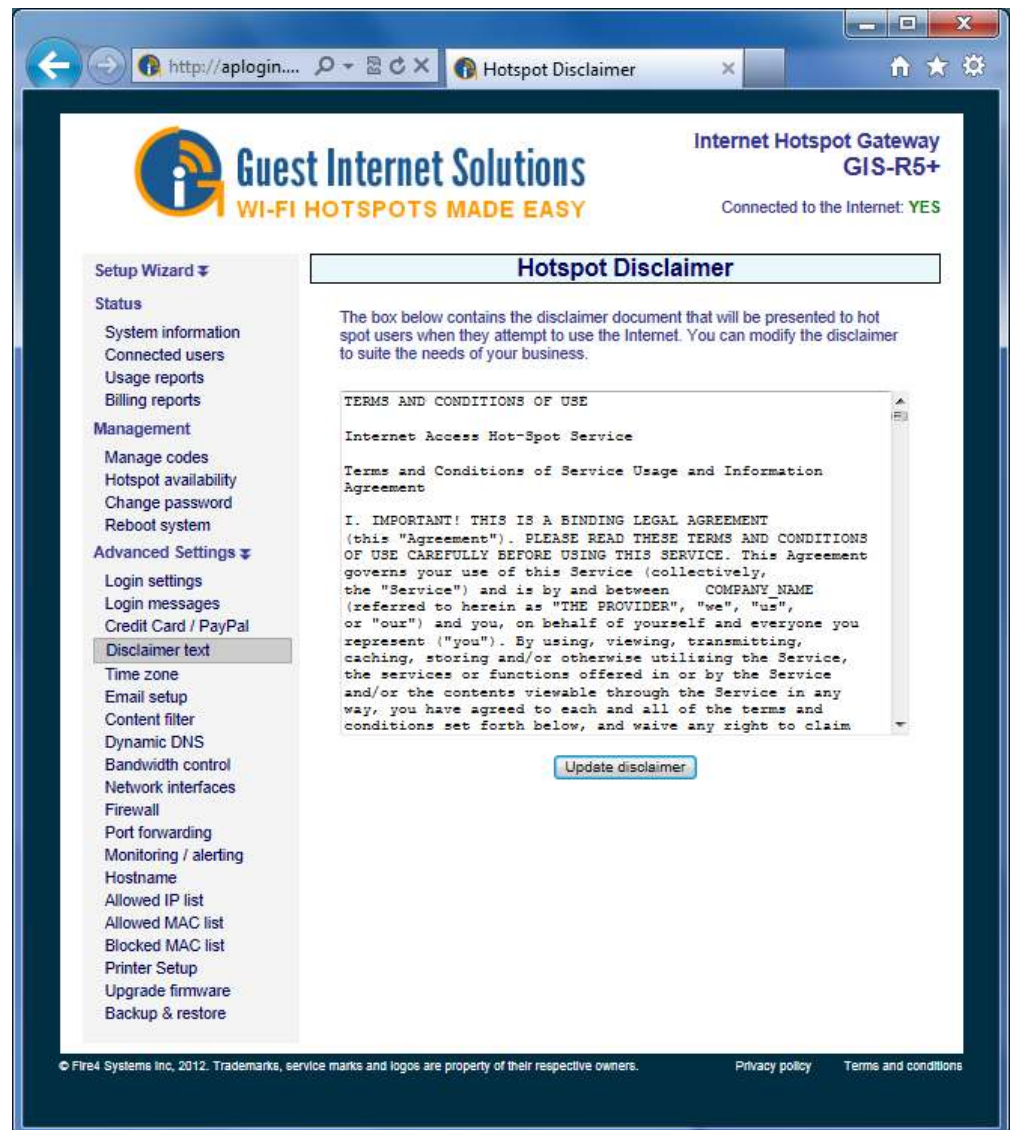 http://aplogin....
Hotspot Disclaimer
Guest Internet Solutions
WI-FI HOTSPOTS MADE EASY
Internet Hotspot Gateway
GIS-R5+
Connected to the Internet: YES
Setup Wizard
Status
System information
Connected users
Usage reports
Billing reports
Management
Manage codes
Hotspot availability
Change password
Reboot system
Advanced Settings
Login settings
Login messages
Credit Card / PayPal
Disclaimer text
Time zone
Email setup
Content filter
Dynamic DNS
Bandwidth control
Network interfaces
Firewall
Port forwarding
Monitoring / alerting
Hostname
Allowed IP list
Allowed MAC list
Blocked MAC list
Printer Setup
Upgrade firmware
Backup & restore
Hotspot Disclaimer
The box below contains the disclaimer document that will be presented to hot
spot users when they attempt to use the Internet. You can modify the disclaimer
to suite the needs of your business.
TERMS AND CONDITIONS OF USE
Internet Access Hot-Spot Service
Terms and Conditions of Service Usage and Information
Agreement
I. IMPORTANT! THIS IS A BINDING LEGAL AGREEMENT
(this "Agreement"). PLEASE READ THESE TERMS AND CONDITIONS
OF USE CAREFULLY BEFORE USING THIS SERVICE. This Agreement
governs your use of this Service (collectively,
the "Service") and is by and between COMPANY_NAME
(referred to herein as "THE PROVIDER", "we", "us",
or "our") and you, on behalf of yourself and everyone you
represent ("you"). By using, viewing, transmitting,
caching, storing and/or otherwise utilizing the Service,
the services or functions offered in or by the Service
and/or the contents viewable through the Service in any
way, you have agreed to each and all of the terms and
conditions set forth below, and waive any right to claim
Update disclaimer
© Fire4 Systems Inc, 2012. Trademarks, service marks and logos are property of their respective owners.
Privacy policy
Terms and conditions